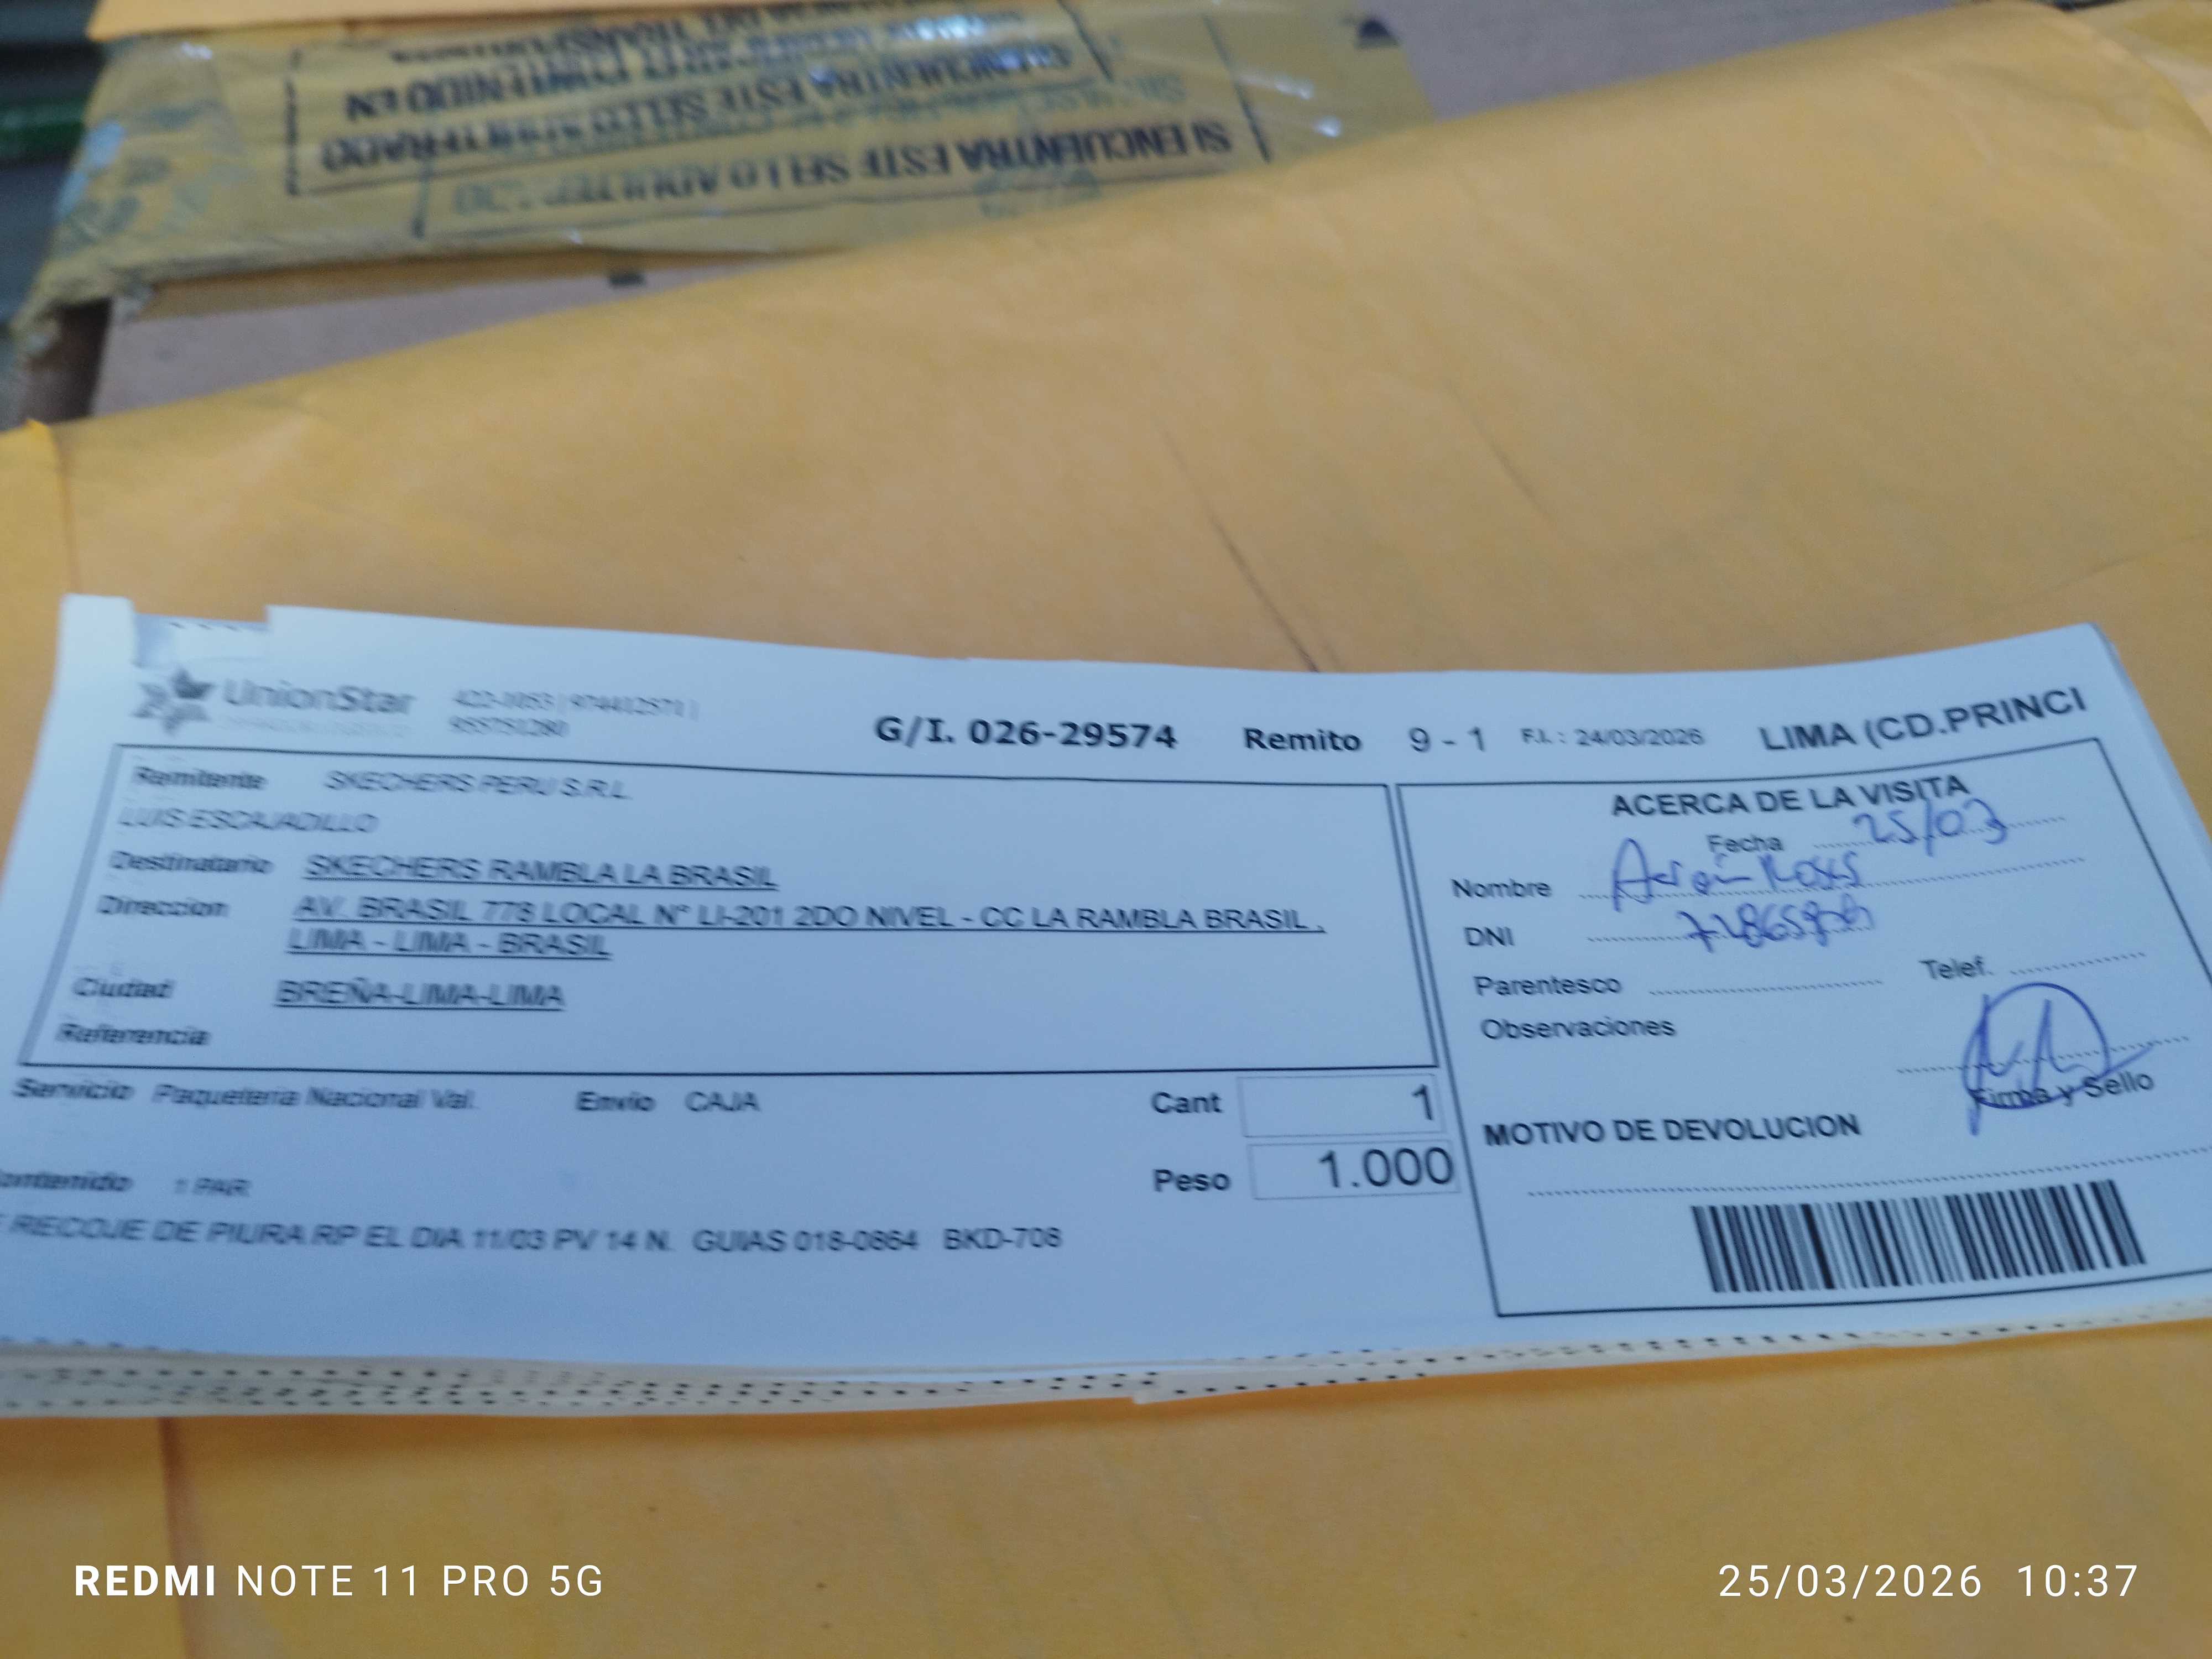 SI ENCUENTRA ESTE SELLO ADULTERADO
UnionStar 422-1053 | 974412571 |
955751280
G/I. 026-29574 Remito 9 - 1 F.I. : 24/03/2026 LIMA (CD.PRINCI
Remitente SKECHERS PERU S.R.L.
LUIS ESCAJADILLO
Destinatario SKECHERS RAMBLA LA BRASIL
Direccion AV. BRASIL 778 LOCAL N° LI-201 2DO NIVEL - CC LA RAMBLA BRASIL ,
LIMA - LIMA - BRASIL
Ciudad BREÑA-LIMA-LIMA
Referencia
Servicio Paqueteria Nacional Val. Envio CAJA
Cant 1
Peso 1.000
ontenido 1 PAR
RECOJE DE PIURA RP EL DIA 11/03 PV 14 N. GUIAS 018-0864 BKD-708
ACERCA DE LA VISITA
Fecha 25/03
Nombre
DNI
Parentesco Telef.
Observaciones
Firma y Sello
MOTIVO DE DEVOLUCION
REDMI NOTE 11 PRO 5G
25/03/2026 10:37